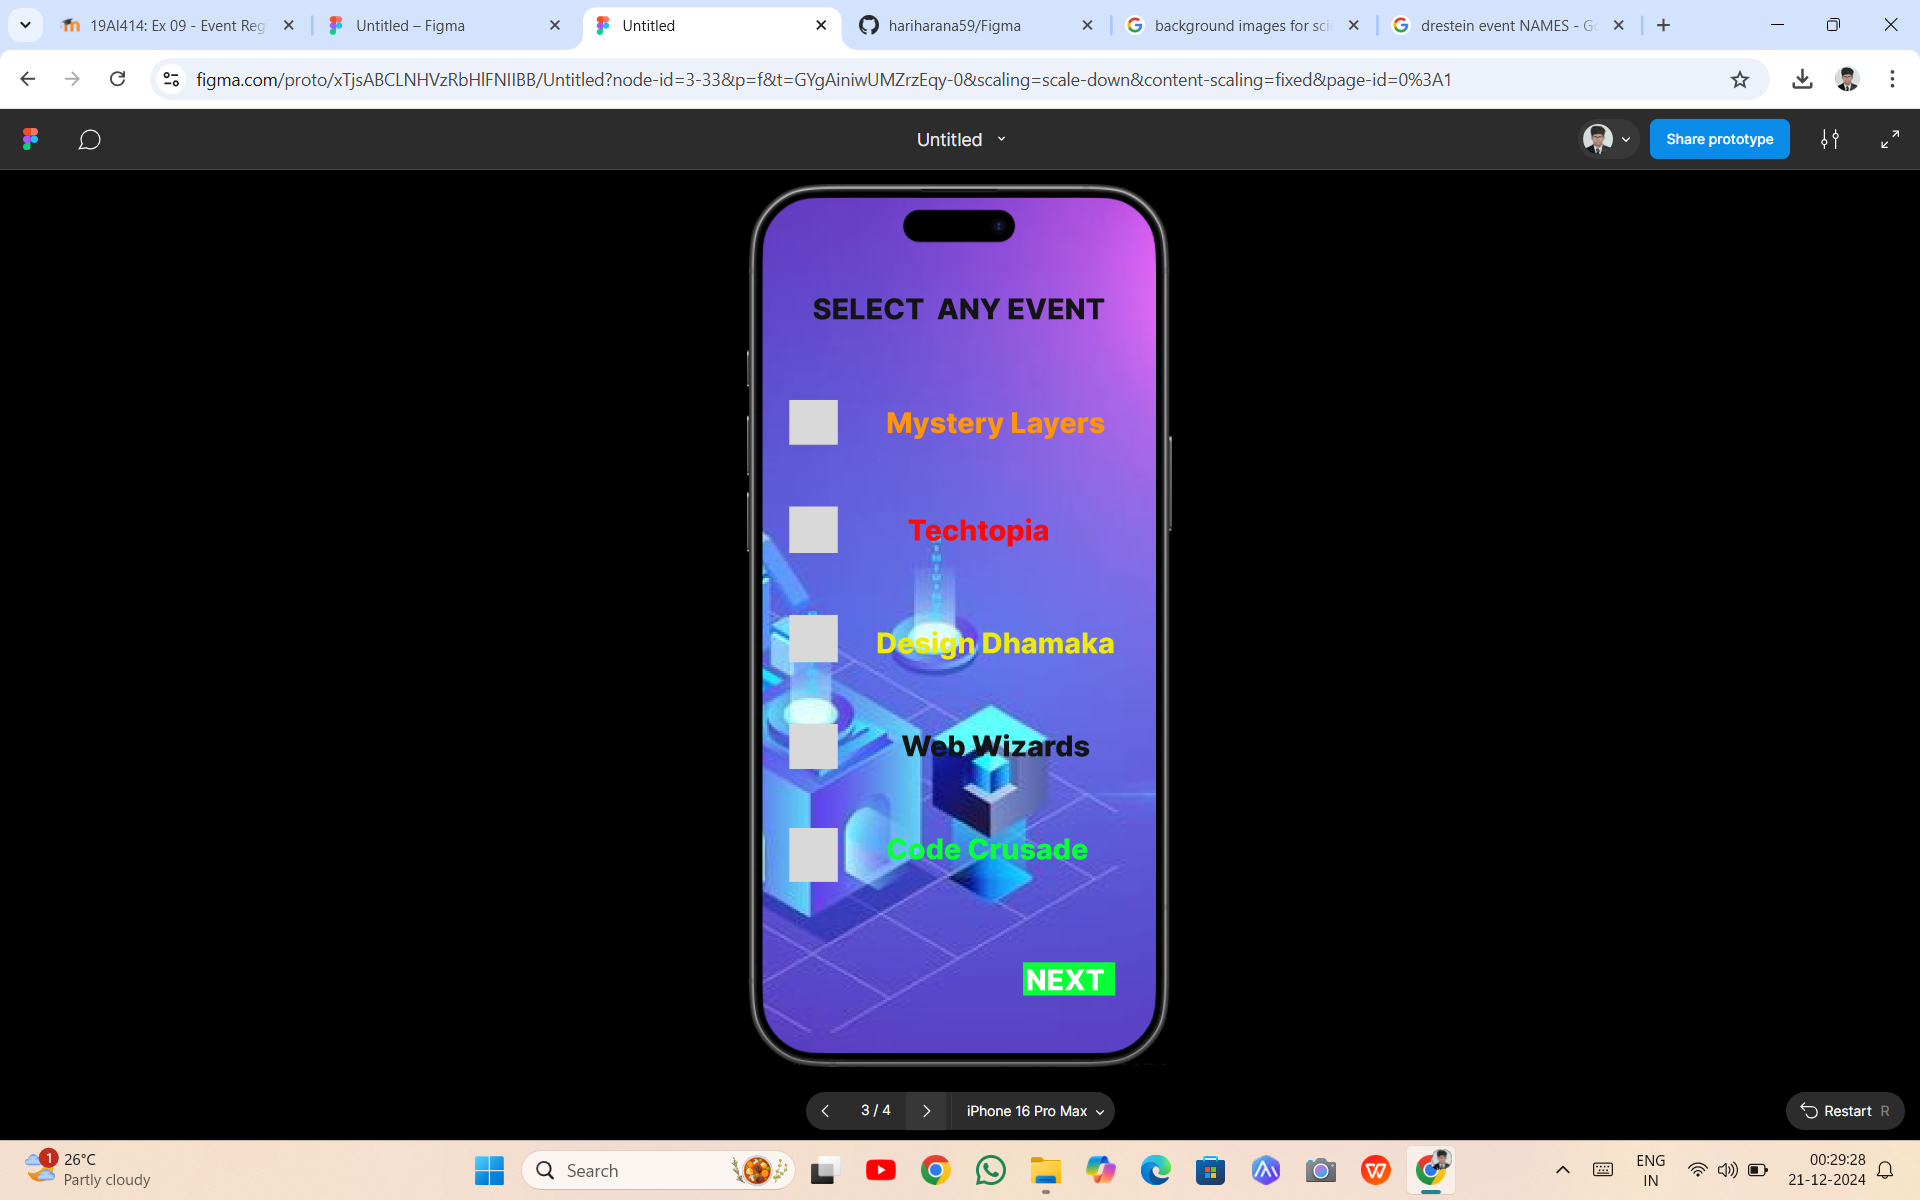 19AI414: Ex 09 - Event Reg
Untitled – Figma
Untitled
hariharana59/Figma
background images for sci
drestein event NAMES - Go
figma.com/proto/xTjsABCLNHVzRbHlFNIIBB/Untitled?node-id=3-33&p=f&t=GYgAiniwUMZrzEqy-0&scaling=scale-down&content-scaling=fixed&page-id=0%3A1
Untitled
Share prototype
SELECT ANY EVENT
Mystery Layers
Techtopia
Design Dhamaka
Web Wizards
Code Crusade
NEXT
3 / 4
iPhone 16 Pro Max
Restart R
1
26°C
Partly cloudy
Search
ENG
IN
00:29:28
21-12-2024